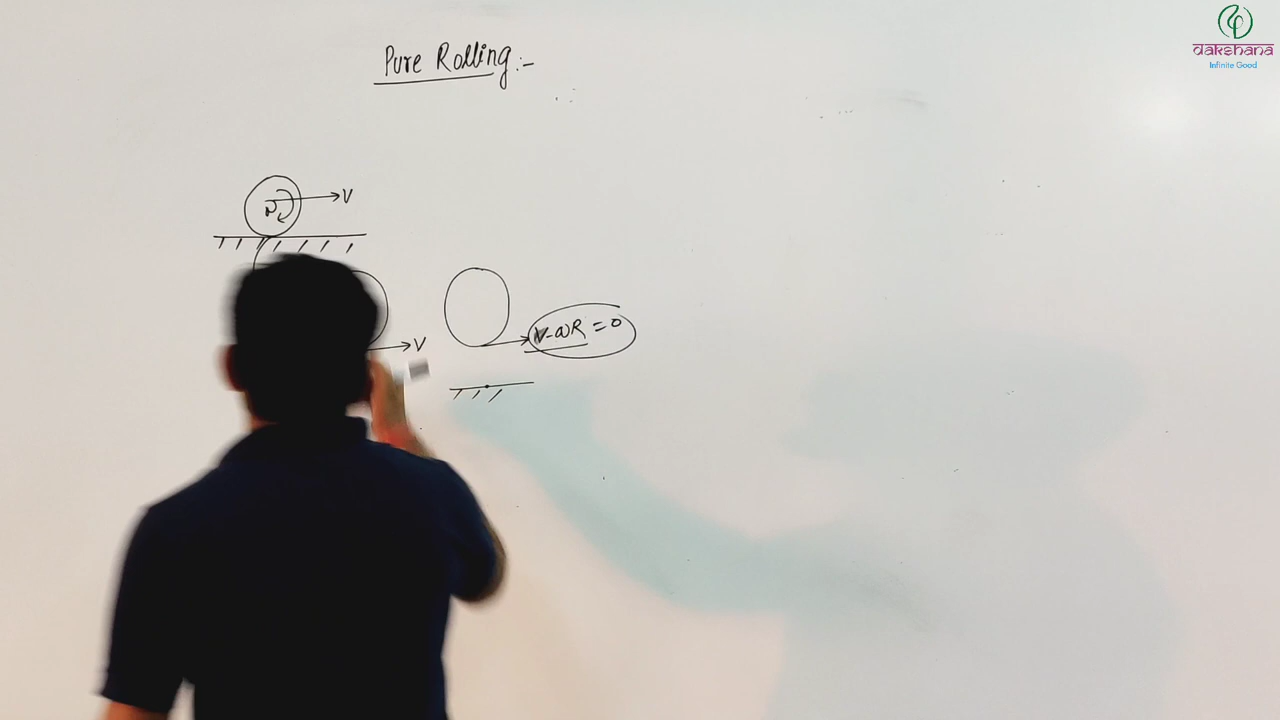 Pure Rolling :-
dakshana
Infinite Good
V
V
V-ωR = 0